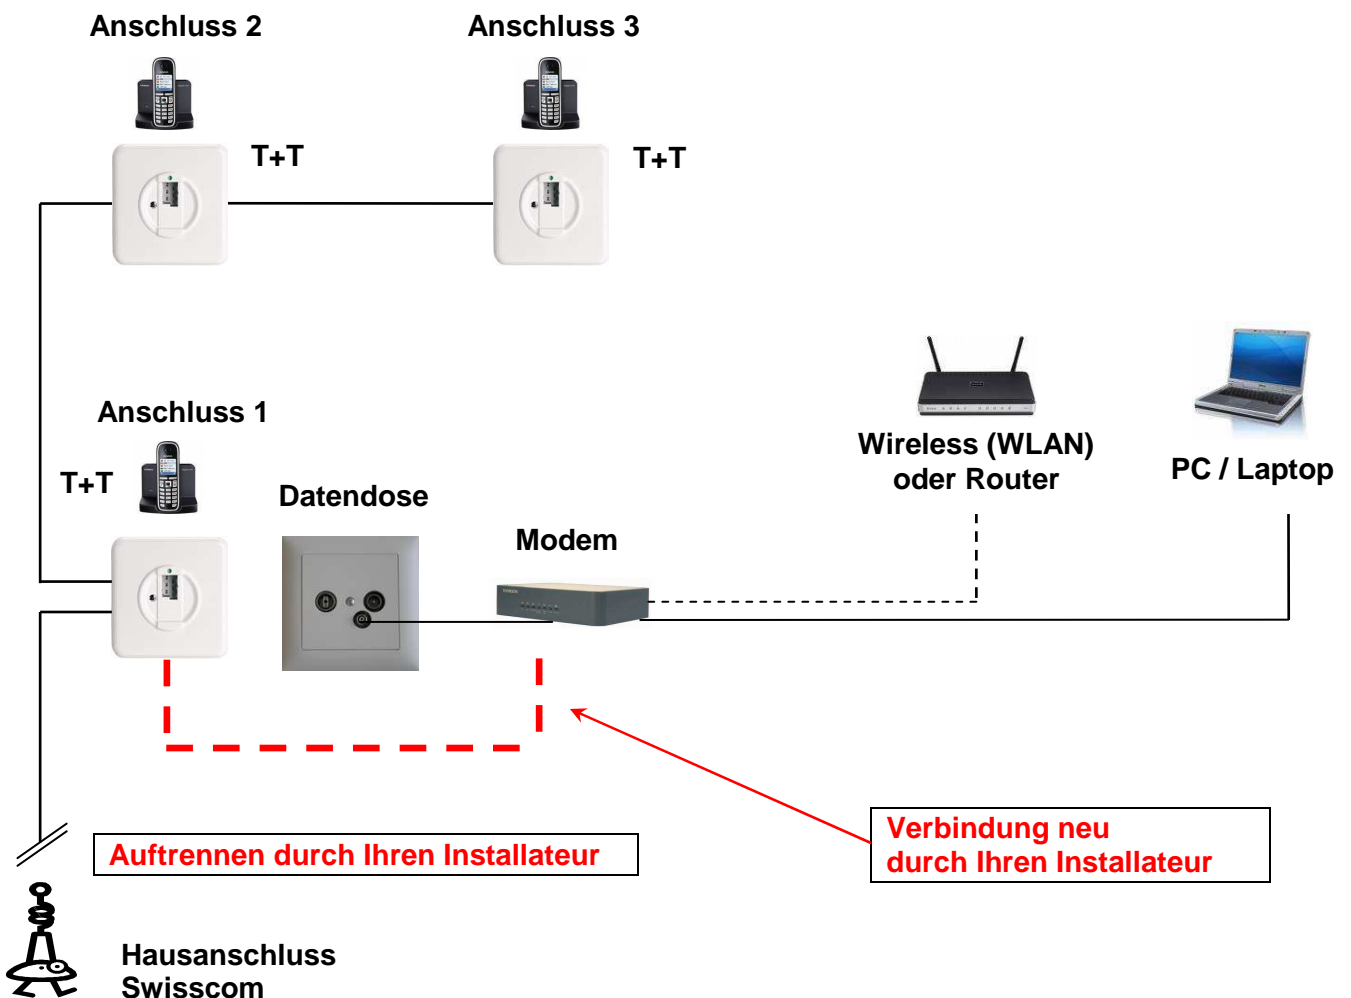 Anschluss 2
Anschluss 3
T+T
T+T
Anschluss 1
T+T
Datendose
Modem
Wireless (WLAN)
oder Router
PC / Laptop
Auftrennen durch Ihren Installateur
Verbindung neu
durch Ihren Installateur
Hausanschluss
Swisscom